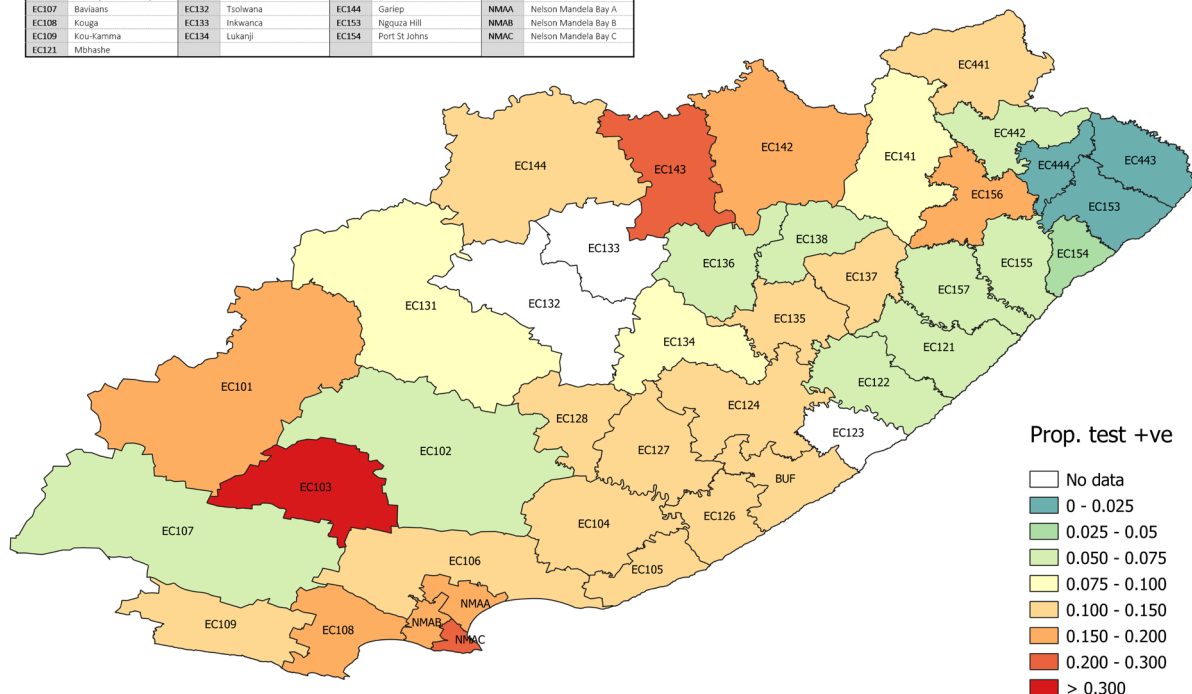 EC107 Baviaans EC132 Tsolwana EC144 Gariep NMAA Nelson Mandela Bay A
EC108 Kouga EC133 Inkwanca EC153 Ngquza Hill NMAB Nelson Mandela Bay B
EC109 Kou-Kamma EC134 Lukanji EC154 Port St Johns NMAC Nelson Mandela Bay C
EC121 Mbhashe
EC441
EC442
EC143
EC142
EC141
EC444
EC443
EC144
EC156
EC153
EC133
EC138
EC136
EC154
EC155
EC137
EC157
EC132
EC131
EC135
EC134
EC121
EC101
EC122
EC124
EC128
EC123
Prop. test +ve
EC102
EC127
No data
BUF
EC103
0 - 0.025
EC126
EC104
EC107
0.025 - 0.05
0.050 - 0.075
EC106
EC105
0.075 - 0.100
NMAA
0.100 - 0.150
EC109
EC108
NMAB
NMAC
0.150 - 0.200
0.200 - 0.300
> 0.300